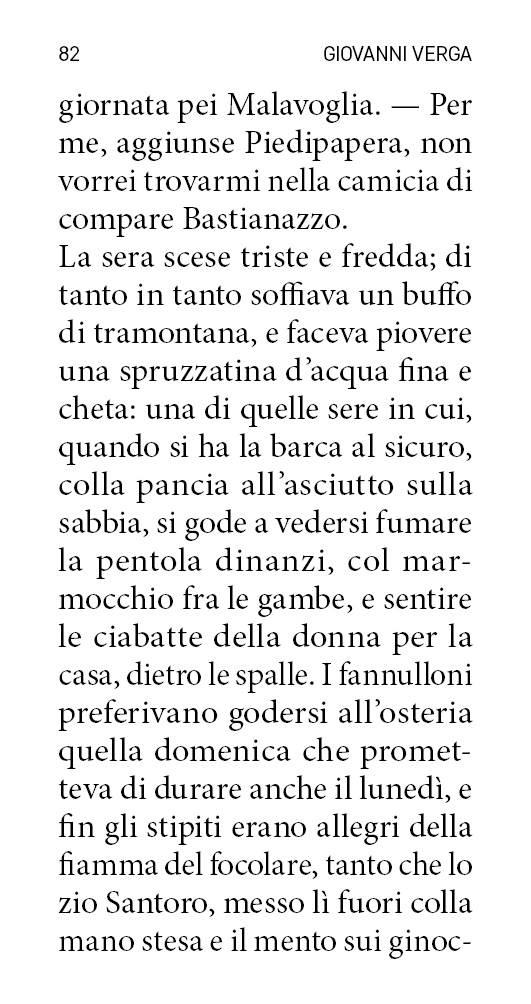 82 GIOVANNI VERGA
giornata pei Malavoglia. — Per
me, aggiunse Piedipapera, non
vorrei trovarmi nella camicia di
compare Bastianazzo.
La sera scese triste e fredda; di
tanto in tanto soffiava un buffo
di tramontana, e faceva piovere
una spruzzatina d’acqua fina e
cheta: una di quelle sere in cui,
quando si ha la barca al sicuro,
colla pancia all’asciutto sulla
sabbia, si gode a vedersi fumare
la pentola dinanzi, col mar-
mocchio fra le gambe, e sentire
le ciabatte della donna per la
casa, dietro le spalle. I fannulloni
preferivano godersi all’osteria
quella domenica che promet-
teva di durare anche il lunedì, e
fin gli stipiti erano allegri della
fiamma del focolare, tanto che lo
zio Santoro, messo lì fuori colla
mano stesa e il mento sui ginoc-